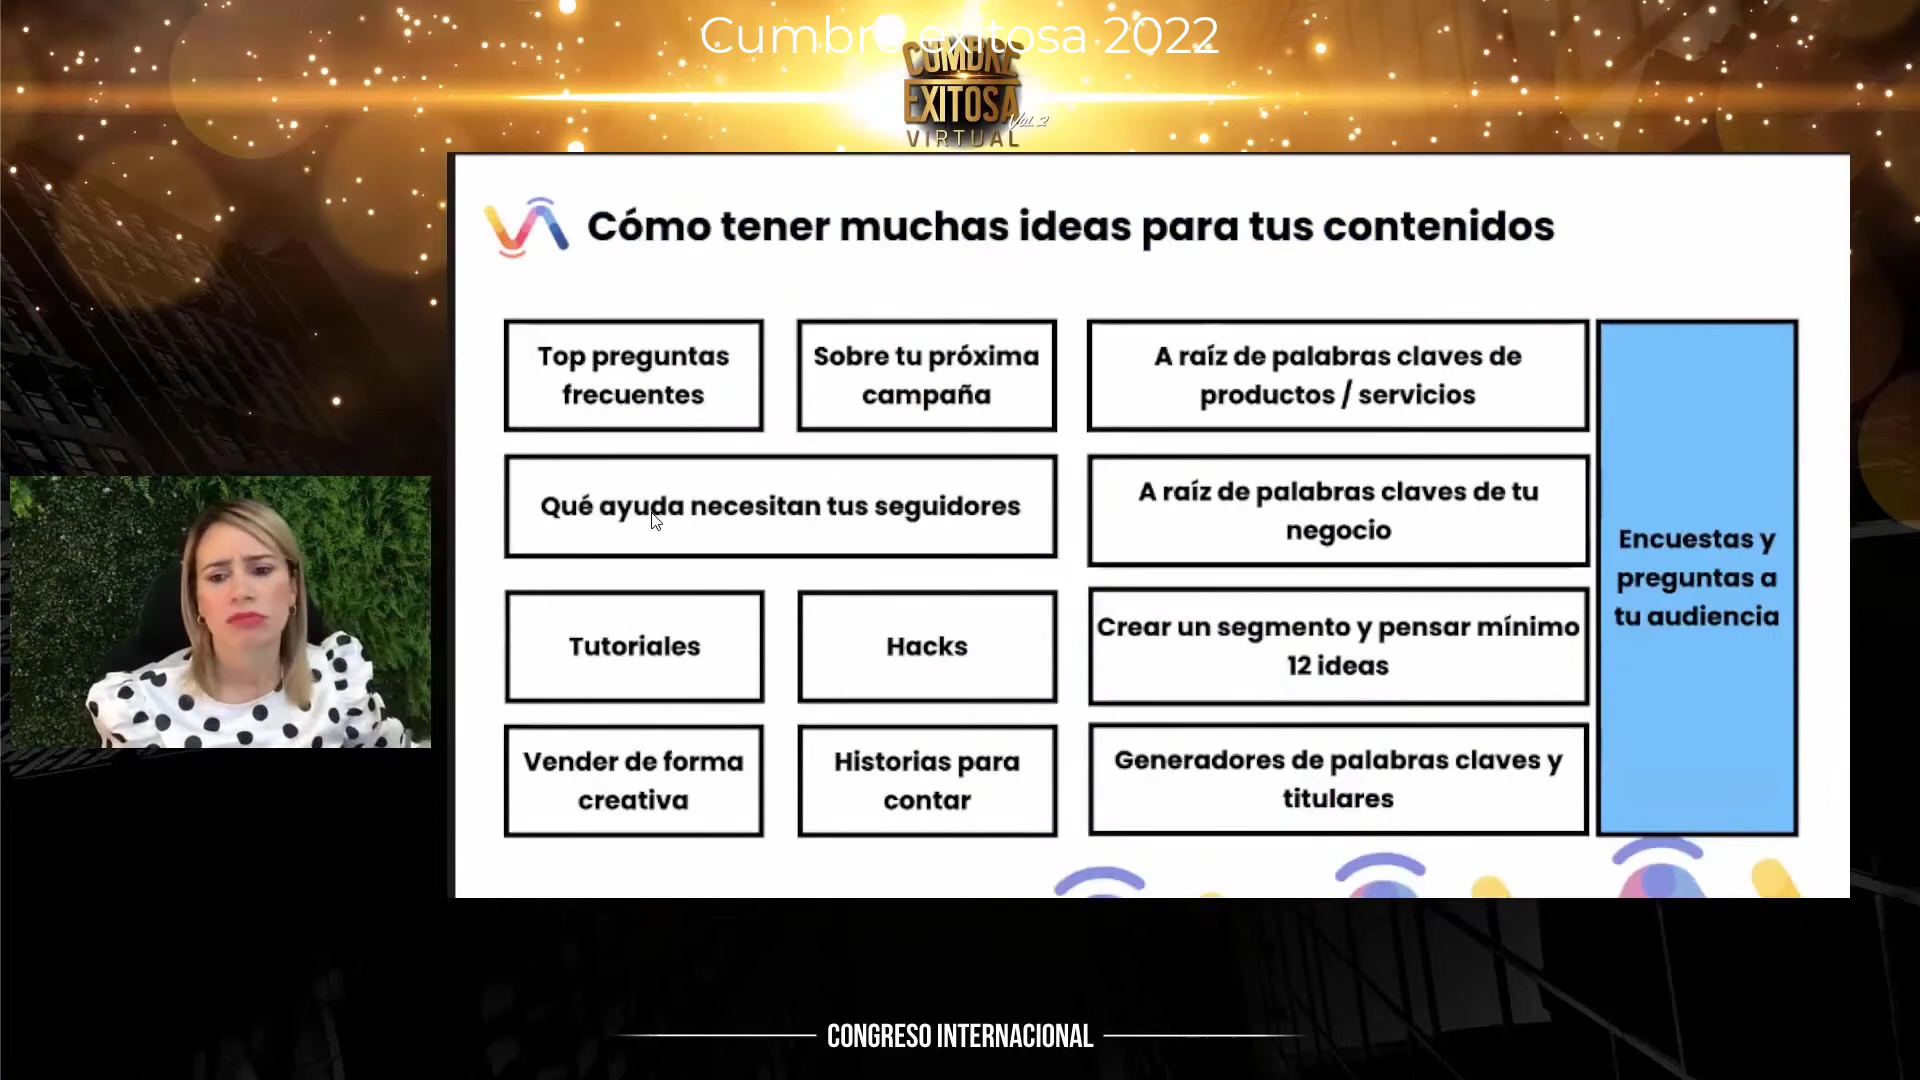 Cumbre exitosa 2022
CUMBRE
EXITOSA
VOL. 2
VIRTUAL
Cómo tener muchas ideas para tus contenidos
Top preguntas
frecuentes
Sobre tu próxima
campaña
A raíz de palabras claves de
productos / servicios
Qué ayuda necesitan tus seguidores
A raíz de palabras claves de tu
negocio
Tutoriales
Hacks
Crear un segmento y pensar mínimo
12 ideas
Vender de forma
creativa
Historias para
contar
Generadores de palabras claves y
titulares
Encuestas y
preguntas a
tu audiencia
CONGRESO INTERNACIONAL